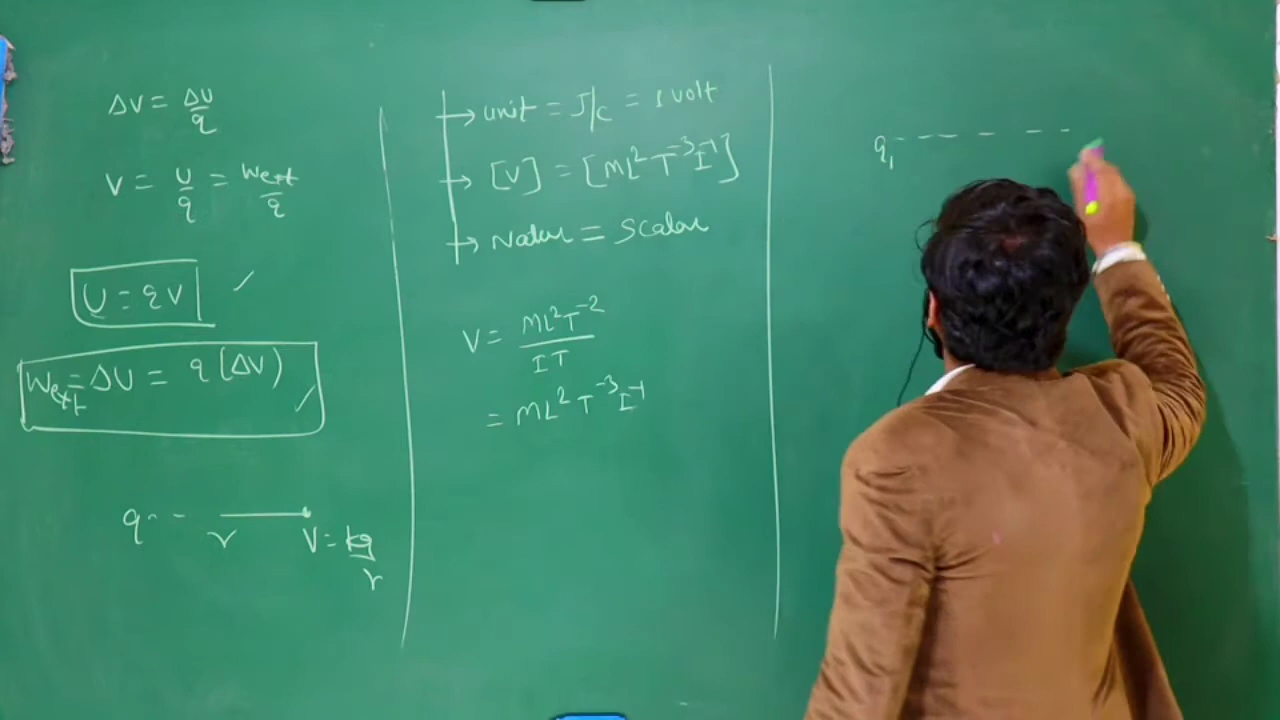 ΔV = ΔU/q
V = U/q = Wext/q
U = qV ✓
Wext = ΔU = q(ΔV) ✓
q-- r V = kq/r
→ unit = J/C = 1 volt
→ [V] = [ML²T⁻³I⁻¹]
→ Nature = Scalar
V = ML²T⁻²/IT
= ML²T⁻³I⁻¹
q₁